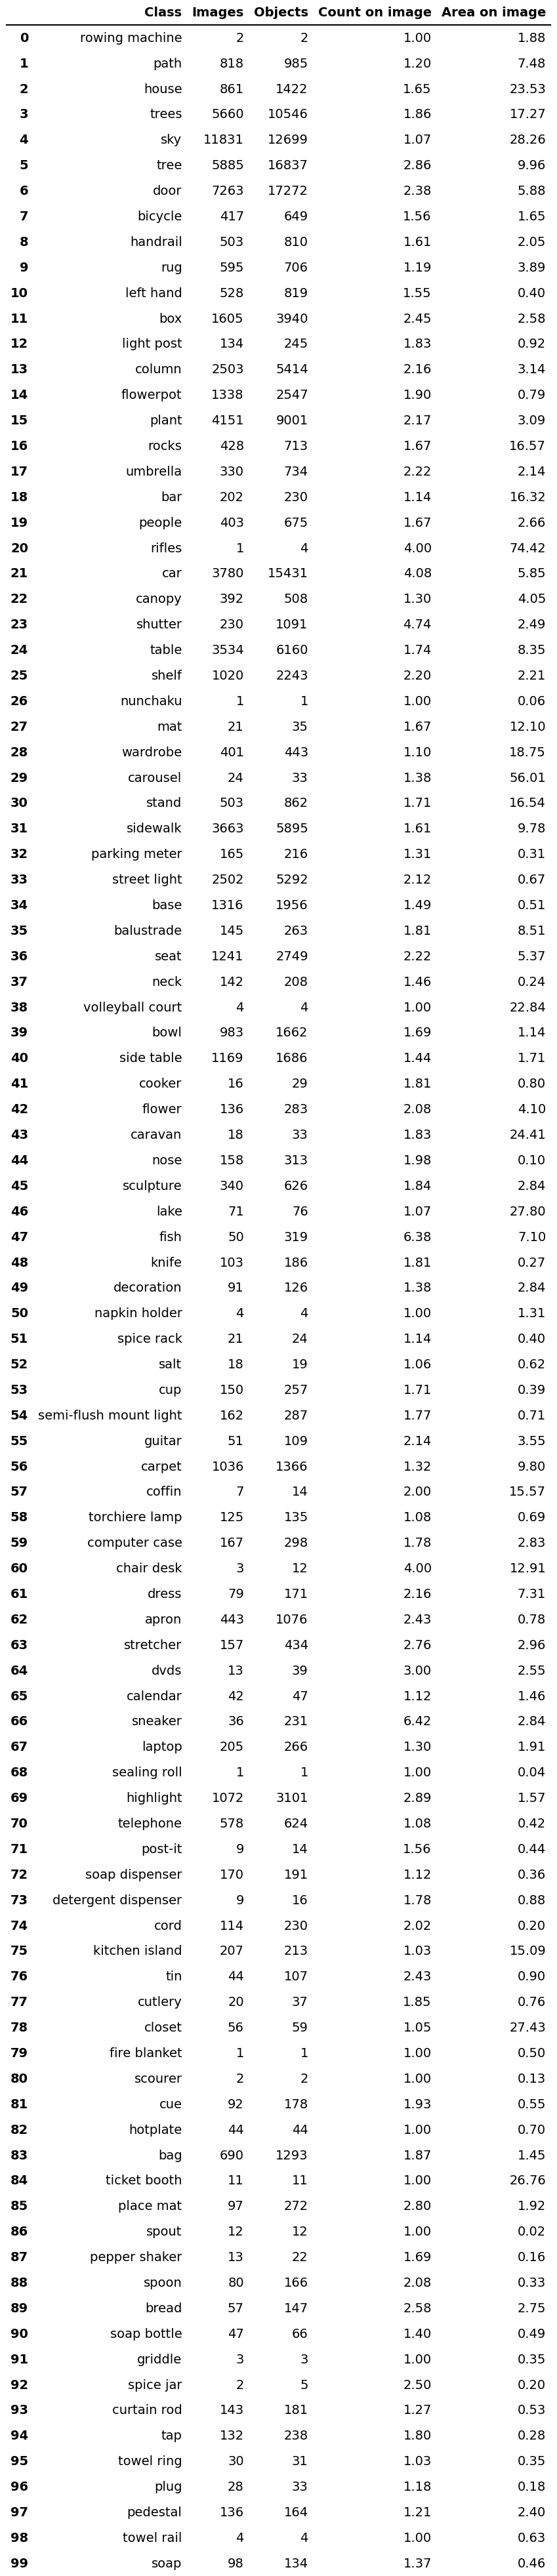 Class Images Objects Count on image Area on image
0 rowing machine 2 2 1.00 1.88
1 path 818 985 1.20 7.48
2 house 861 1422 1.65 23.53
3 trees 5660 10546 1.86 17.27
4 sky 11831 12699 1.07 28.26
5 tree 5885 16837 2.86 9.96
6 door 7263 17272 2.38 5.88
7 bicycle 417 649 1.56 1.65
8 handrail 503 810 1.61 2.05
9 rug 595 706 1.19 3.89
10 left hand 528 819 1.55 0.40
11 box 1605 3940 2.45 2.58
12 light post 134 245 1.83 0.92
13 column 2503 5414 2.16 3.14
14 flowerpot 1338 2547 1.90 0.79
15 plant 4151 9001 2.17 3.09
16 rocks 428 713 1.67 16.57
17 umbrella 330 734 2.22 2.14
18 bar 202 230 1.14 16.32
19 people 403 675 1.67 2.66
20 rifles 1 4 4.00 74.42
21 car 3780 15431 4.08 5.85
22 canopy 392 508 1.30 4.05
23 shutter 230 1091 4.74 2.49
24 table 3534 6160 1.74 8.35
25 shelf 1020 2243 2.20 2.21
26 nunchaku 1 1 1.00 0.06
27 mat 21 35 1.67 12.10
28 wardrobe 401 443 1.10 18.75
29 carousel 24 33 1.38 56.01
30 stand 503 862 1.71 16.54
31 sidewalk 3663 5895 1.61 9.78
32 parking meter 165 216 1.31 0.31
33 street light 2502 5292 2.12 0.67
34 base 1316 1956 1.49 0.51
35 balustrade 145 263 1.81 8.51
36 seat 1241 2749 2.22 5.37
37 neck 142 208 1.46 0.24
38 volleyball court 4 4 1.00 22.84
39 bowl 983 1662 1.69 1.14
40 side table 1169 1686 1.44 1.71
41 cooker 16 29 1.81 0.80
42 flower 136 283 2.08 4.10
43 caravan 18 33 1.83 24.41
44 nose 158 313 1.98 0.10
45 sculpture 340 626 1.84 2.84
46 lake 71 76 1.07 27.80
47 fish 50 319 6.38 7.10
48 knife 103 186 1.81 0.27
49 decoration 91 126 1.38 2.84
50 napkin holder 4 4 1.00 1.31
51 spice rack 21 24 1.14 0.40
52 salt 18 19 1.06 0.62
53 cup 150 257 1.71 0.39
54 semi-flush mount light 162 287 1.77 0.71
55 guitar 51 109 2.14 3.55
56 carpet 1036 1366 1.32 9.80
57 coffin 7 14 2.00 15.57
58 torchiere lamp 125 135 1.08 0.69
59 computer case 167 298 1.78 2.83
60 chair desk 3 12 4.00 12.91
61 dress 79 171 2.16 7.31
62 apron 443 1076 2.43 0.78
63 stretcher 157 434 2.76 2.96
64 dvds 13 39 3.00 2.55
65 calendar 42 47 1.12 1.46
66 sneaker 36 231 6.42 2.84
67 laptop 205 266 1.30 1.91
68 sealing roll 1 1 1.00 0.04
69 highlight 1072 3101 2.89 1.57
70 telephone 578 624 1.08 0.42
71 post-it 9 14 1.56 0.44
72 soap dispenser 170 191 1.12 0.36
73 detergent dispenser 9 16 1.78 0.88
74 cord 114 230 2.02 0.20
75 kitchen island 207 213 1.03 15.09
76 tin 44 107 2.43 0.90
77 cutlery 20 37 1.85 0.76
78 closet 56 59 1.05 27.43
79 fire blanket 1 1 1.00 0.50
80 scourer 2 2 1.00 0.13
81 cue 92 178 1.93 0.55
82 hotplate 44 44 1.00 0.70
83 bag 690 1293 1.87 1.45
84 ticket booth 11 11 1.00 26.76
85 place mat 97 272 2.80 1.92
86 spout 12 12 1.00 0.02
87 pepper shaker 13 22 1.69 0.16
88 spoon 80 166 2.08 0.33
89 bread 57 147 2.58 2.75
90 soap bottle 47 66 1.40 0.49
91 griddle 3 3 1.00 0.35
92 spice jar 2 5 2.50 0.20
93 curtain rod 143 181 1.27 0.53
94 tap 132 238 1.80 0.28
95 towel ring 30 31 1.03 0.35
96 plug 28 33 1.18 0.18
97 pedestal 136 164 1.21 2.40
98 towel rail 4 4 1.00 0.63
99 soap 98 134 1.37 0.46